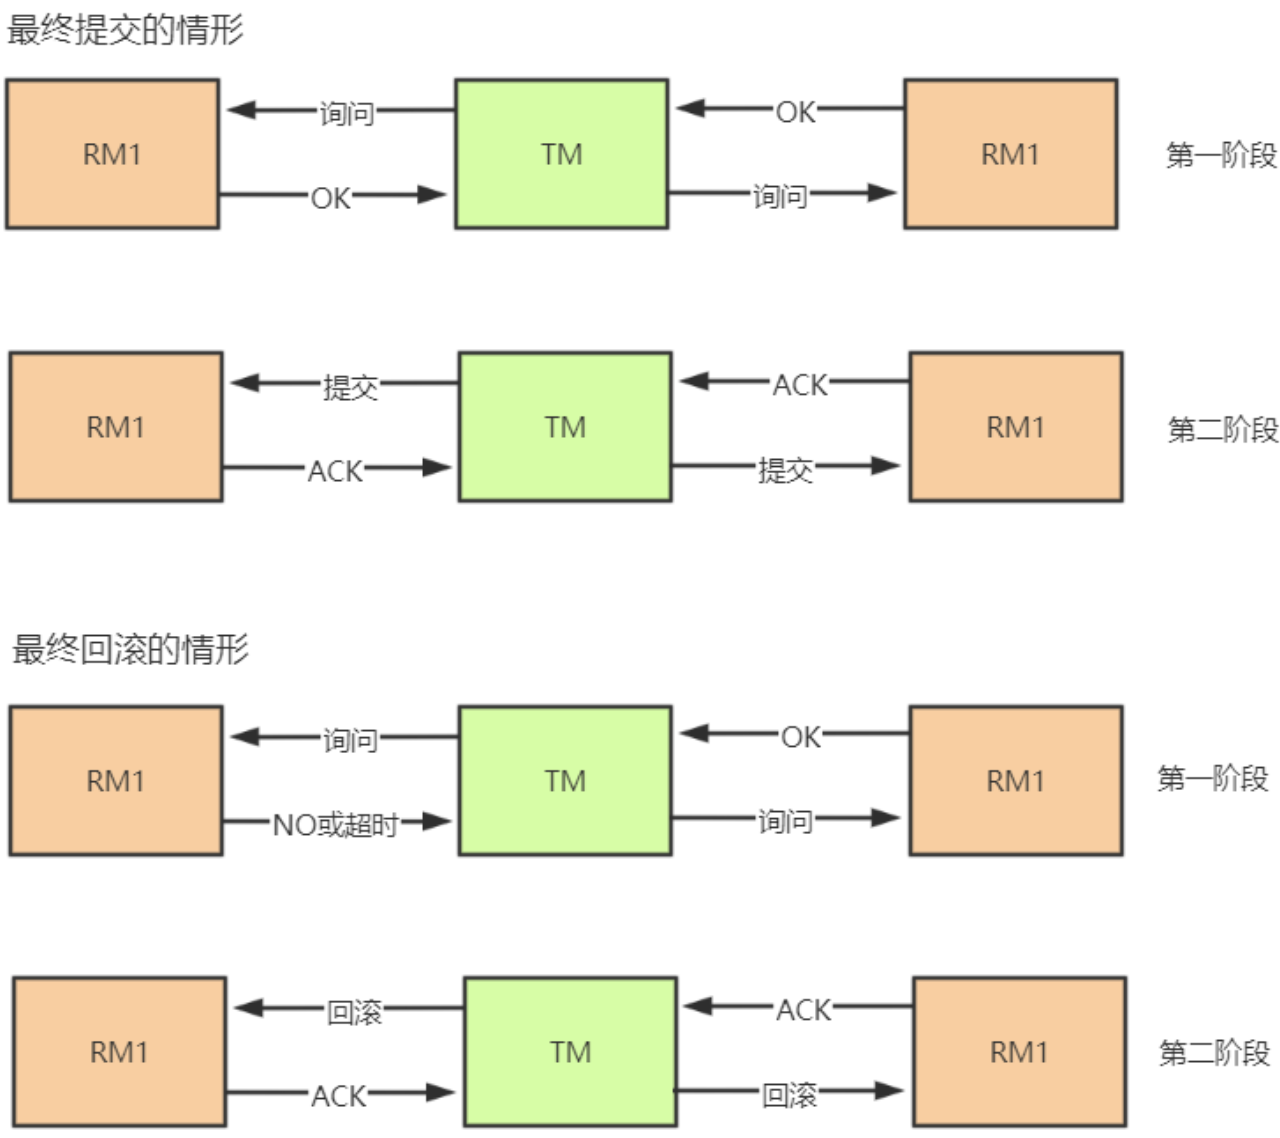 最终提交的情形
询问
OK
RM1
TM
RM1
第一阶段
OK
询问
提交
ACK
RM1
TM
RM1
第二阶段
ACK
提交
最终回滚的情形
询问
OK
RM1
TM
RM1
第一阶段
NO或超时
询问
回滚
ACK
RM1
TM
RM1
第二阶段
ACK
回滚